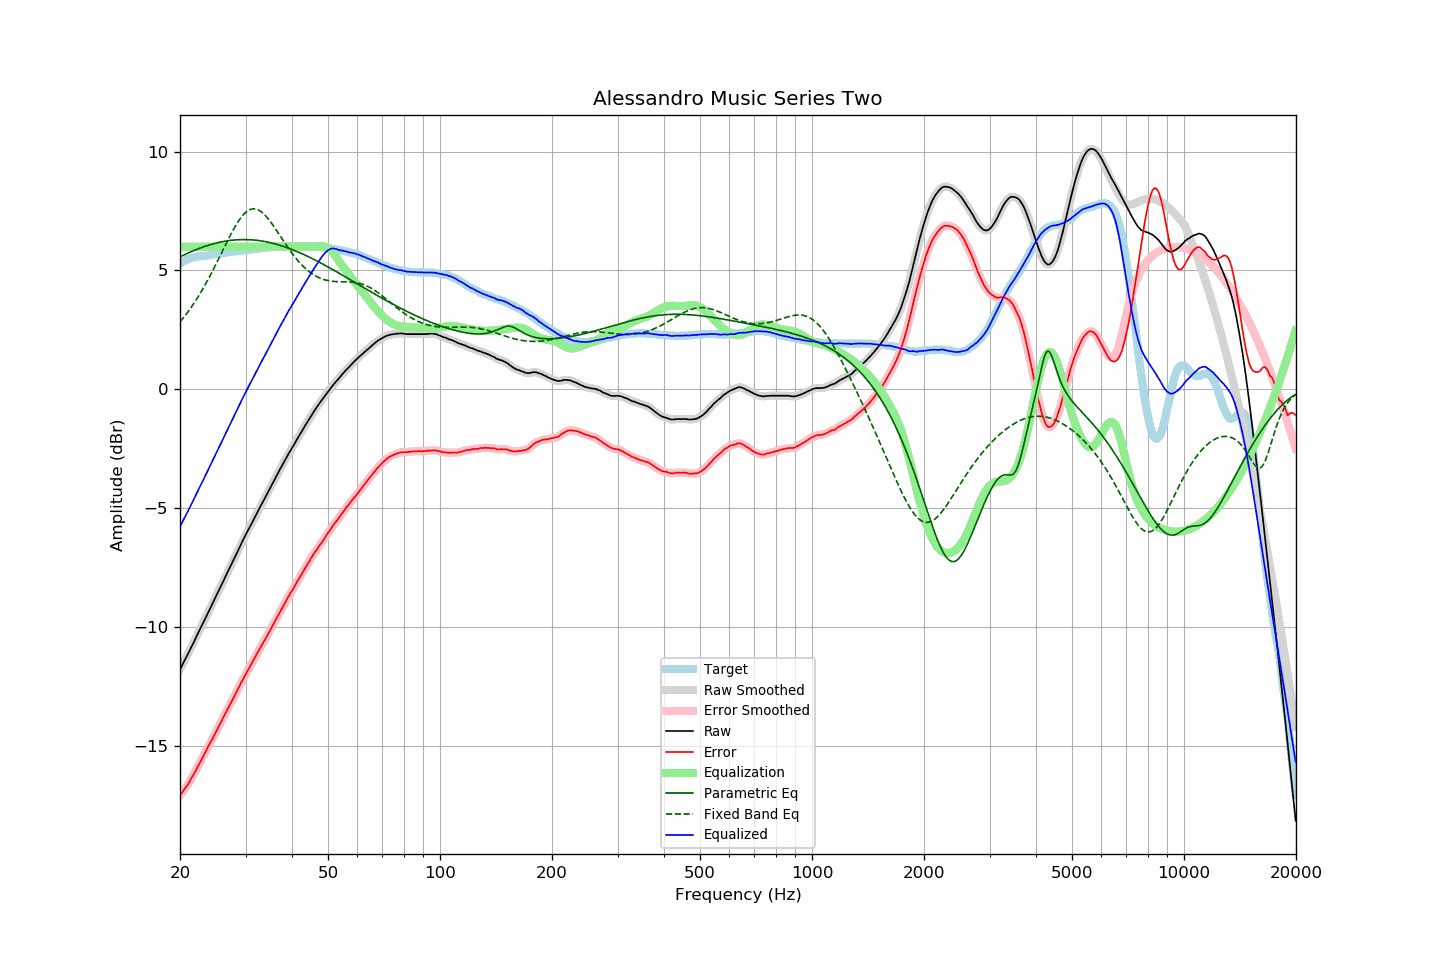 Alessandro Music Series Two
Amplitude (dBr)
10
5
0
−5
−10
−15
Target
Raw Smoothed
Error Smoothed
Raw
Error
Equalization
Parametric Eq
Fixed Band Eq
Equalized
20 50 100 200 500 1000 2000 5000 10000 20000
Frequency (Hz)